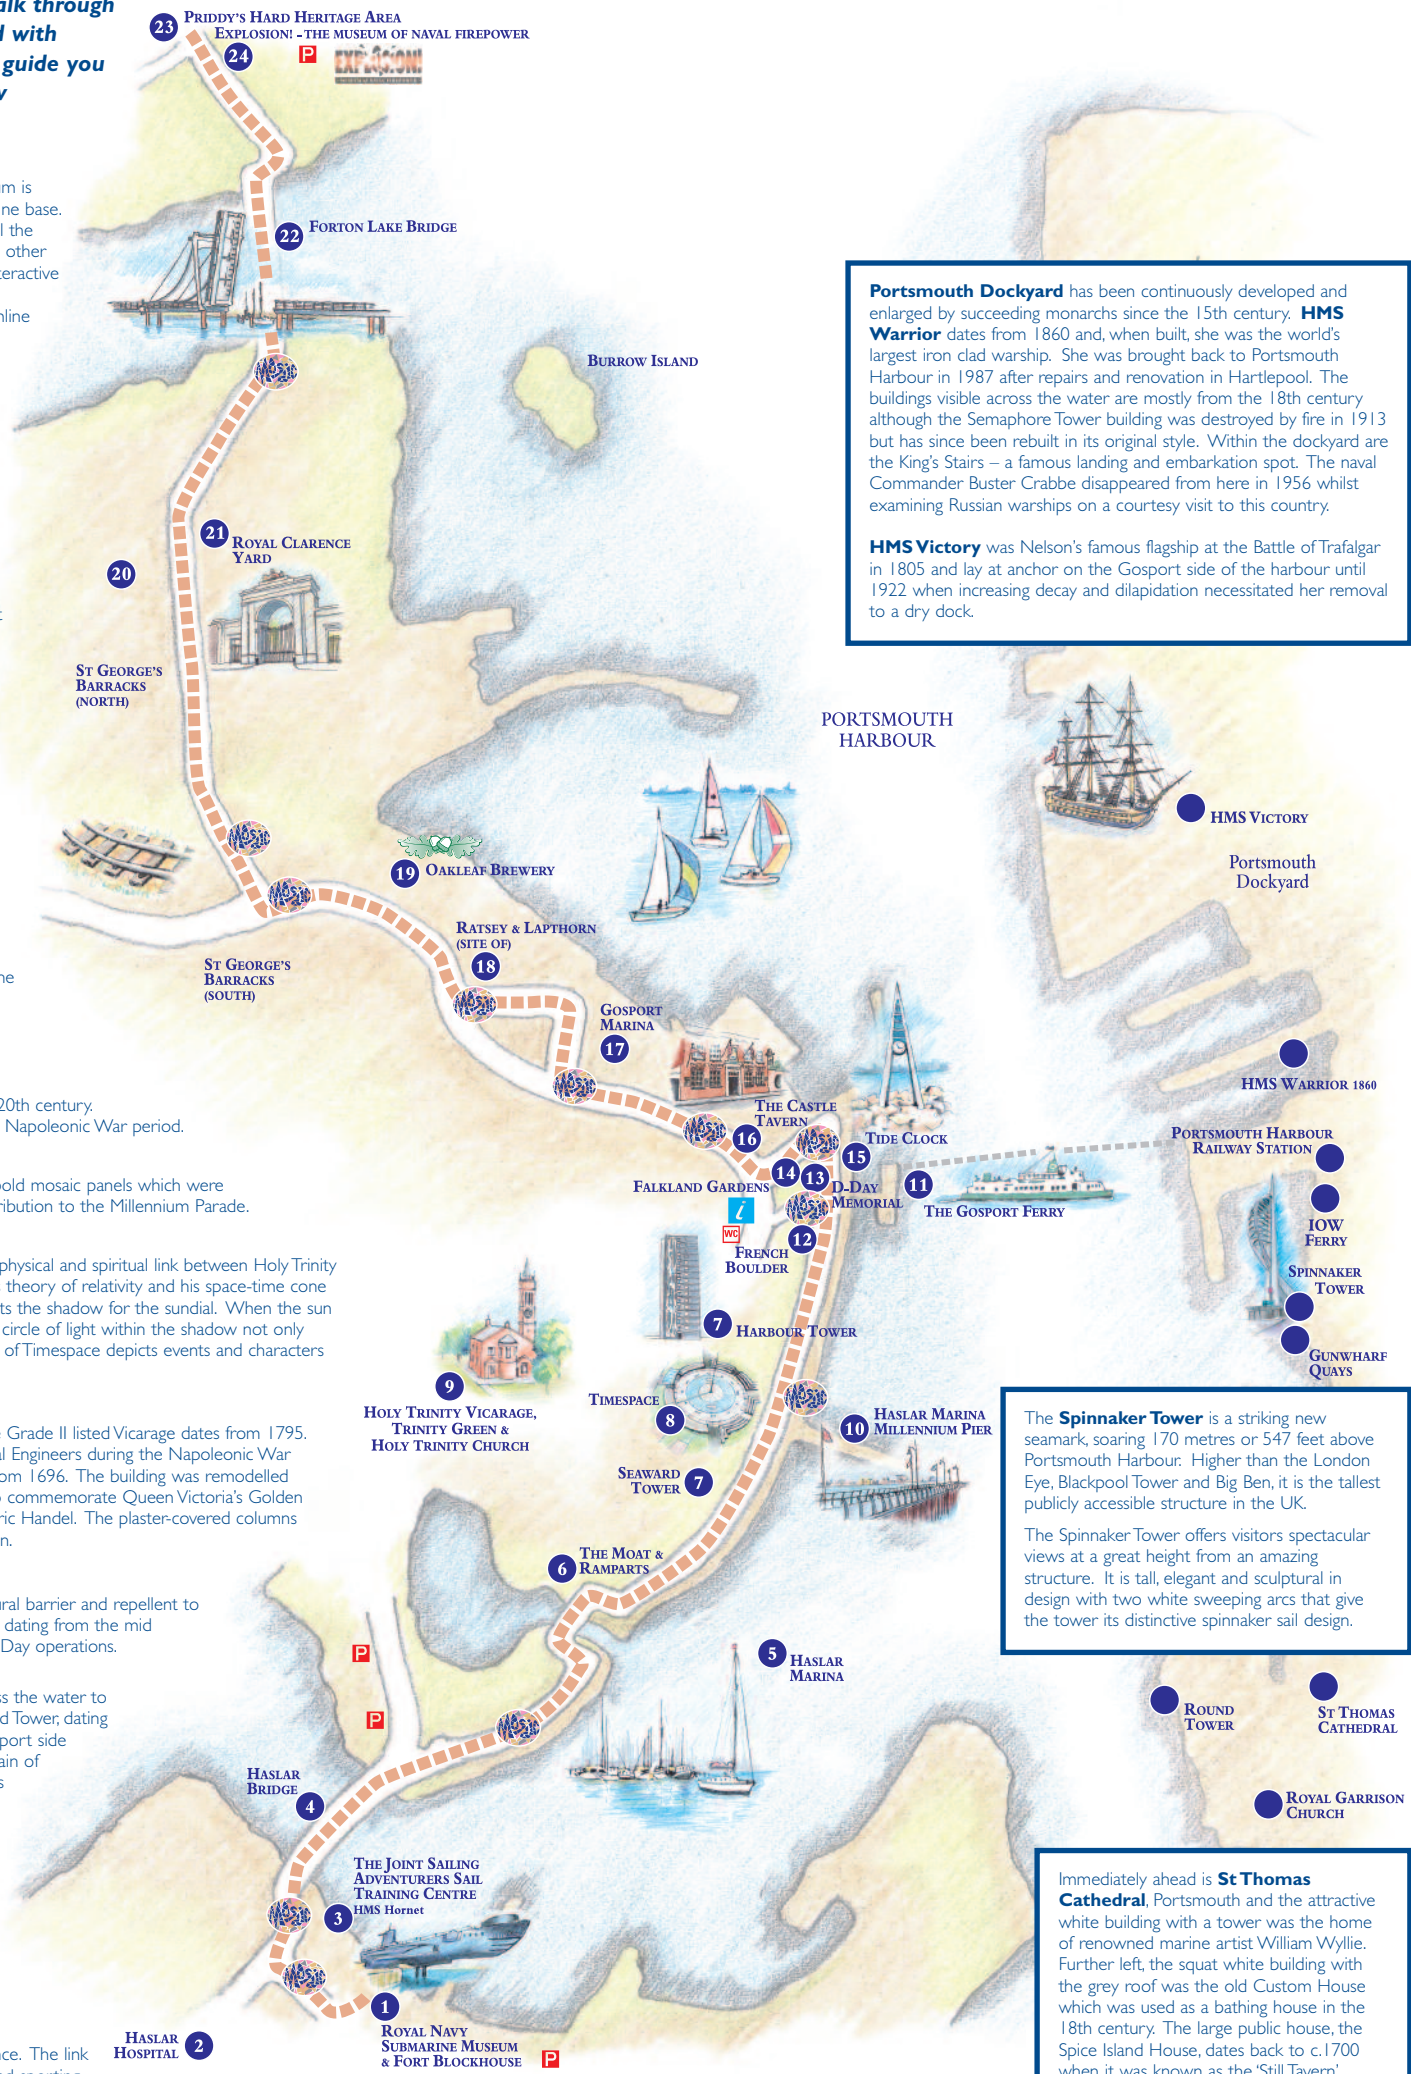 alk through
d with
guide you
y
23 PRIDDY'S HARD HERITAGE AREA
EXPLOSION! - THE MUSEUM OF NAVAL FIREPOWER
24
P
EXPLOSION!
um is
ne base.
l the
other
teractive
nline
22 FORTON LAKE BRIDGE
BURROW ISLAND
Portsmouth Dockyard has been continuously developed and
enlarged by succeeding monarchs since the 15th century. HMS
Warrior dates from 1860 and, when built, she was the world's
largest iron clad warship. She was brought back to Portsmouth
Harbour in 1987 after repairs and renovation in Hartlepool. The
buildings visible across the water are mostly from the 18th century
although the Semaphore Tower building was destroyed by fire in 1913
but has since been rebuilt in its original style. Within the dockyard are
the King's Stairs – a famous landing and embarkation spot. The naval
Commander Buster Crabbe disappeared from here in 1956 whilst
examining Russian warships on a courtesy visit to this country.
HMS Victory was Nelson's famous flagship at the Battle of Trafalgar
in 1805 and lay at anchor on the Gosport side of the harbour until
1922 when increasing decay and dilapidation necessitated her removal
to a dry dock.
21 ROYAL CLARENCE
YARD
20
t
ST GEORGE'S
BARRACKS
(NORTH)
PORTSMOUTH
HARBOUR
HMS VICTORY
Portsmouth
Dockyard
19 OAKLEAF BREWERY
RATSEY & LAPTHORN
(SITE OF)
18
ST GEORGE'S
BARRACKS
(SOUTH)
ne
GOSPORT
MARINA
17
HMS WARRIOR 1860
20th century.
Napoleonic War period.
THE CASTLE
TAVERN
16
TIDE CLOCK
15
PORTSMOUTH HARBOUR
RAILWAY STATION
14
13
FALKLAND GARDENS
D-DAY
MEMORIAL
11
THE GOSPORT FERRY
IOW
FERRY
old mosaic panels which were
ribution to the Millennium Parade.
i
WC
12
FRENCH
BOULDER
physical and spiritual link between Holy Trinity
theory of relativity and his space-time cone
ts the shadow for the sundial. When the sun
circle of light within the shadow not only
of Timespace depicts events and characters
SPINNAKER
TOWER
7 HARBOUR TOWER
GUNWHARF
QUAYS
9
HOLY TRINITY VICARAGE,
TRINITY GREEN &
HOLY TRINITY CHURCH
TIMESPACE
8
10 HASLAR MARINA
MILLENNIUM PIER
e Grade II listed Vicarage dates from 1795.
al Engineers during the Napoleonic War
om 1696. The building was remodelled
o commemorate Queen Victoria's Golden
ric Handel. The plaster-covered columns
n.
SEAWARD
TOWER 7
The Spinnaker Tower is a striking new
seamark, soaring 170 metres or 547 feet above
Portsmouth Harbour. Higher than the London
Eye, Blackpool Tower and Big Ben, it is the tallest
publicly accessible structure in the UK.
The Spinnaker Tower offers visitors spectacular
views at a great height from an amazing
structure. It is tall, elegant and sculptural in
design with two white sweeping arcs that give
the tower its distinctive spinnaker sail design.
6 THE MOAT &
RAMPARTS
ural barrier and repellent to
dating from the mid
Day operations.
P
P
5 HASLAR
MARINA
ss the water to
d Tower, dating
port side
ain of
s
ROUND
TOWER
ST THOMAS
CATHEDRAL
HASLAR
BRIDGE
4
ROYAL GARRISON
CHURCH
THE JOINT SAILING
ADVENTURERS SAIL
TRAINING CENTRE
HMS Hornet
3
Immediately ahead is St Thomas
Cathedral, Portsmouth and the attractive
white building with a tower was the home
of renowned marine artist William Wyllie.
Further left, the squat white building with
the grey roof was the old Custom House
which was used as a bathing house in the
18th century. The large public house, the
Spice Island House, dates back to c.1700
when it was known as the 'Still Tavern'
1
ROYAL NAVY
SUBMARINE MUSEUM
& FORT BLOCKHOUSE
P
HASLAR
HOSPITAL 2
nce. The link